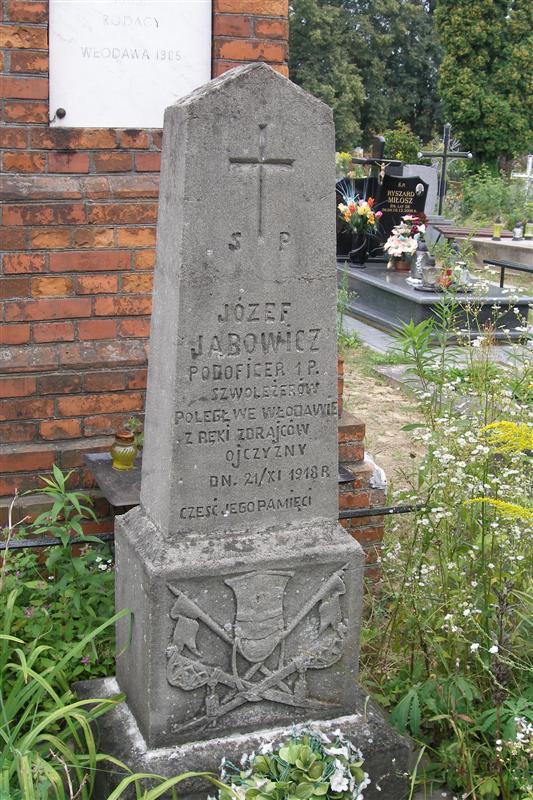 RODACY
WŁODAWA 1985
S P
JÓZEF
JABOWICZ
PODOFICER 1 P.
SZWOLEŻERÓW
POLEGŁ WE WŁODAWIE
Z RĘKI ZDRAJCÓW
OJCZYZNY
DN. 21/XI 1918 R
CZEŚĆ JEGO PAMIĘCI
Ś.P.
RYSZARD
MIŁOSZ